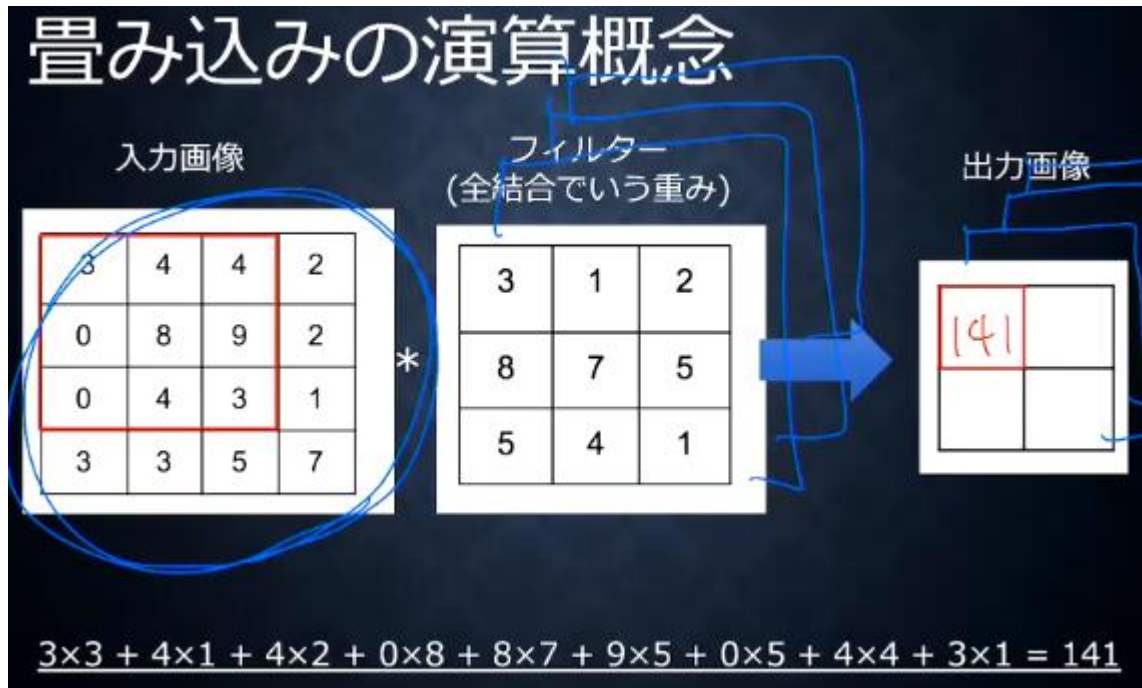 畳み込みの演算概念
入力画像
フィルター
(全結合でいう重み)
出力画像
3 4 4 2
0 8 9 2
0 4 3 1
3 3 5 7
*
3 1 2
8 7 5
5 4 1
141
3×3 + 4×1 + 4×2 + 0×8 + 8×7 + 9×5 + 0×5 + 4×4 + 3×1 = 141